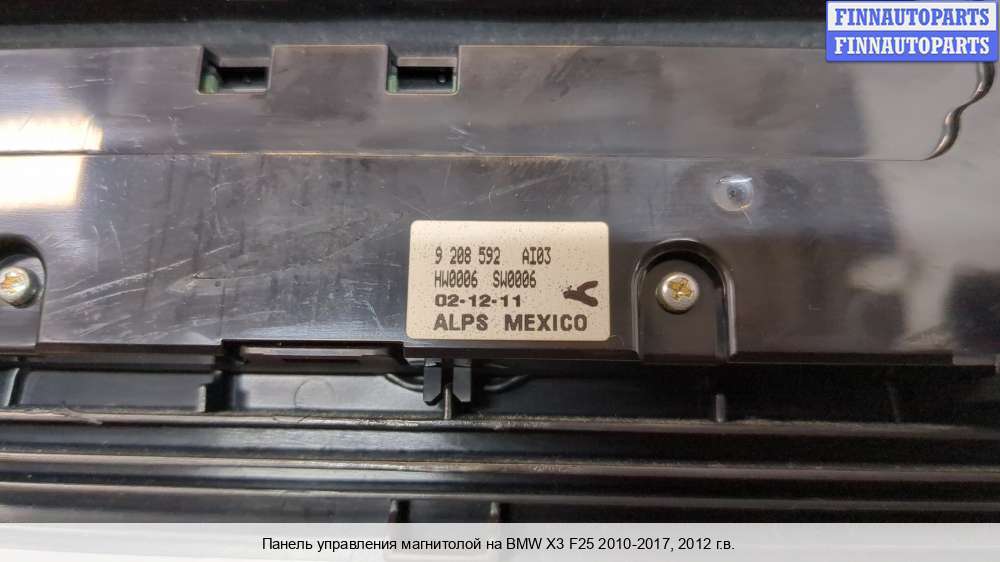 FINNAUTOPARTS
FINNAUTOPARTS
9 208 592 AI03
HW0006 SW0006
02-12-11
ALPS MEXICO
Панель управления магнитолой на BMW X3 F25 2010-2017, 2012 г.в.